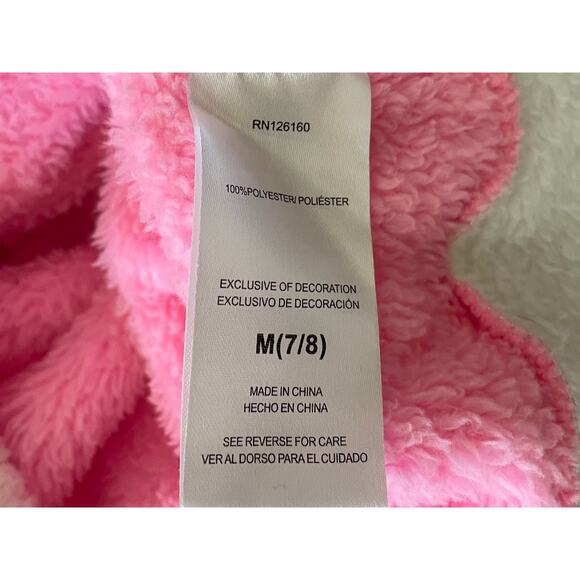 RN126160
100%POLYESTER/ POLIÉSTER
EXCLUSIVE OF DECORATION
EXCLUSIVO DE DECORACIÓN
M(7/8)
MADE IN CHINA
HECHO EN CHINA
SEE REVERSE FOR CARE
VER AL DORSO PARA EL CUIDADO